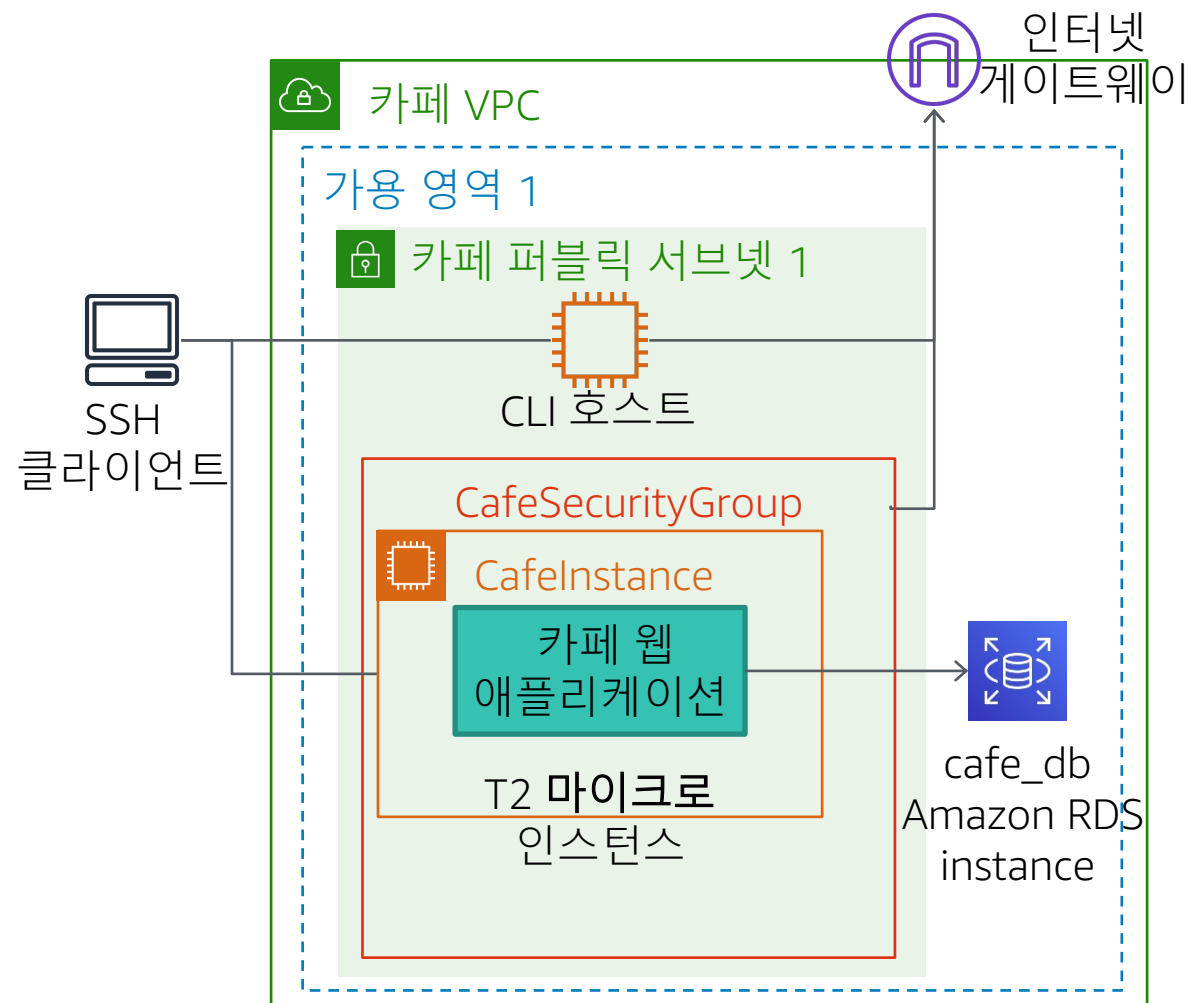 인터넷
게이트웨이
카페 VPC
가용 영역 1
카페 퍼블릭 서브넷 1
SSH
클라이언트
CLI 호스트
CafeSecurityGroup
CafeInstance
카페 웹
애플리케이션
T2 마이크로
인스턴스
cafe_db
Amazon RDS
instance